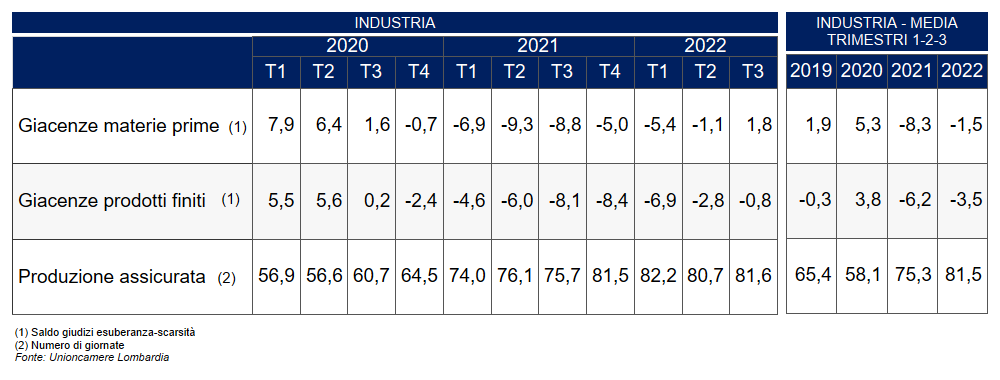 INDUSTRIA
INDUSTRIA - MEDIA
TRIMESTRI 1-2-3
2020 2021 2022
T1 T2 T3 T4 T1 T2 T3 T4 T1 T2 T3 2019 2020 2021 2022
Giacenze materie prime (1) 7,9 6,4 1,6 -0,7 -6,9 -9,3 -8,8 -5,0 -5,4 -1,1 1,8 1,9 5,3 -8,3 -1,5
Giacenze prodotti finiti (1) 5,5 5,6 0,2 -2,4 -4,6 -6,0 -8,1 -8,4 -6,9 -2,8 -0,8 -0,3 3,8 -6,2 -3,5
Produzione assicurata (2) 56,9 56,6 60,7 64,5 74,0 76,1 75,7 81,5 82,2 80,7 81,6 65,4 58,1 75,3 81,5
(1) Saldo giudizi esuberanza-scarsità
(2) Numero di giornate
Fonte: Unioncamere Lombardia